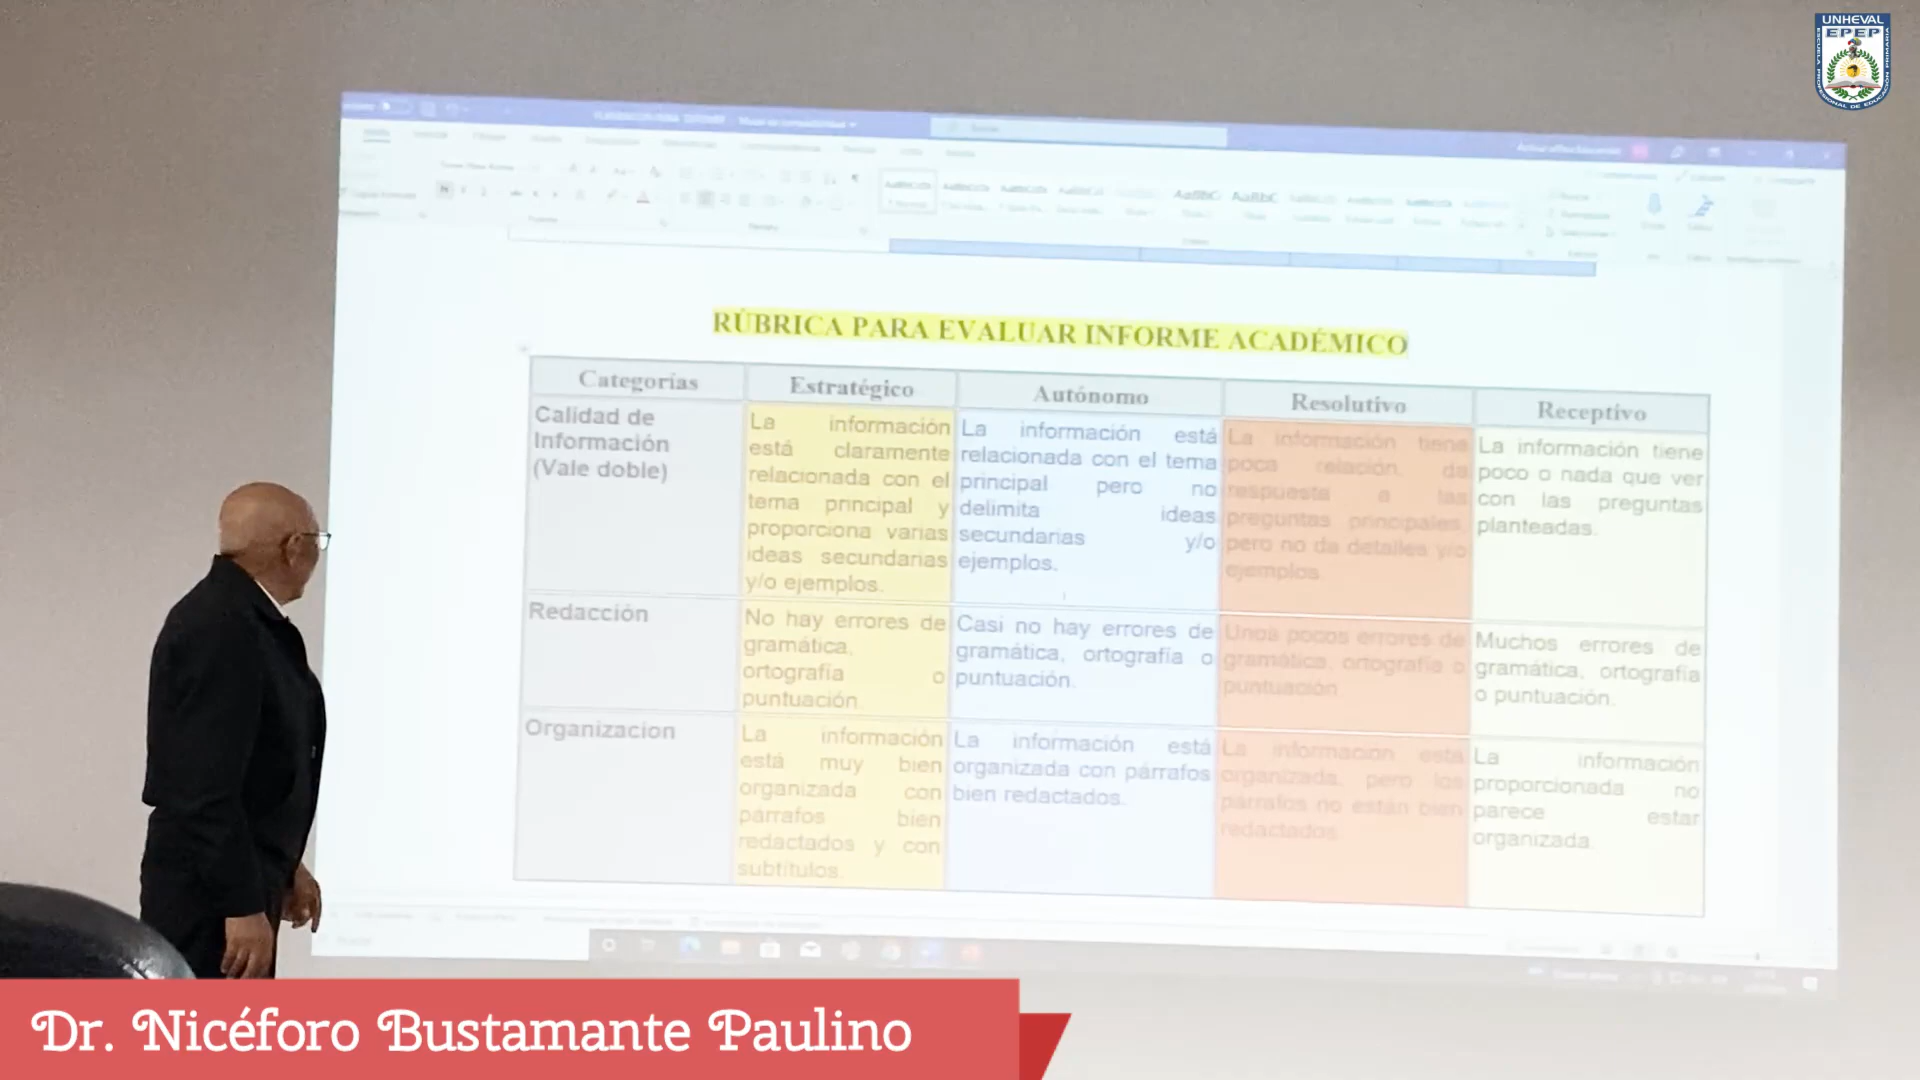 UNHEVAL
EPEP
ESCUELA PROFESIONAL DE EDUCACIÓN PRIMARIA
RÚBRICA PARA EVALUAR INFORME ACADÉMICO
Categorías
Estratégico
Autónomo
Resolutivo
Receptivo
Calidad de
Información
(Vale doble)
La información
está claramente
relacionada con el
tema principal y
proporciona varias
ideas secundarias
y/o ejemplos.
La información está
relacionada con el tema
principal pero no
delimita ideas
secundarias y/o
ejemplos.
La información tiene
poca relación, da
respuesta a las
preguntas principales,
pero no da detalles y/o
ejemplos.
La información tiene
poco o nada que ver
con las preguntas
planteadas.
Redacción
No hay errores de
gramática,
ortografía o
puntuación.
Casi no hay errores de
gramática, ortografía o
puntuación.
Unos pocos errores de
gramática, ortografía o
puntuación.
Muchos errores de
gramática, ortografía
o puntuación.
Organizacion
La información
está muy bien
organizada con
párrafos bien
redactados y con
subtítulos.
La información está
organizada con párrafos
bien redactados.
La información está
organizada, pero los
párrafos no están bien
redactados.
La información
proporcionada no
parece estar
organizada.
Dr. Nicéforo Bustamante Paulino